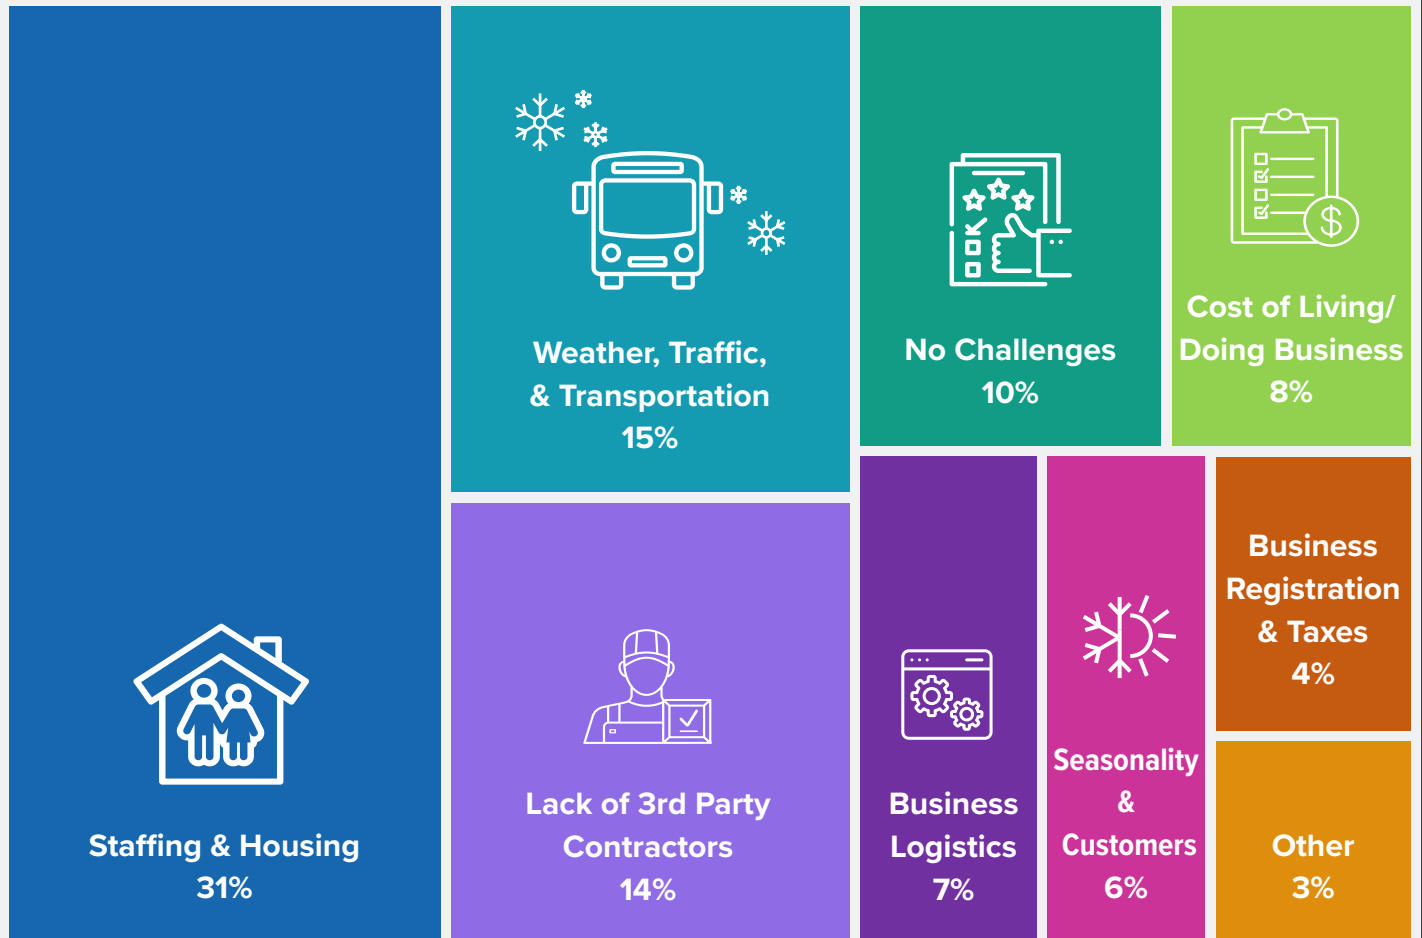 Staffing & Housing
31%
Weather, Traffic,
& Transportation
15%
Lack of 3rd Party
Contractors
14%
No Challenges
10%
Cost of Living/
Doing Business
8%
Business
Logistics
7%
Seasonality
&
Customers
6%
Business
Registration
& Taxes
4%
Other
3%